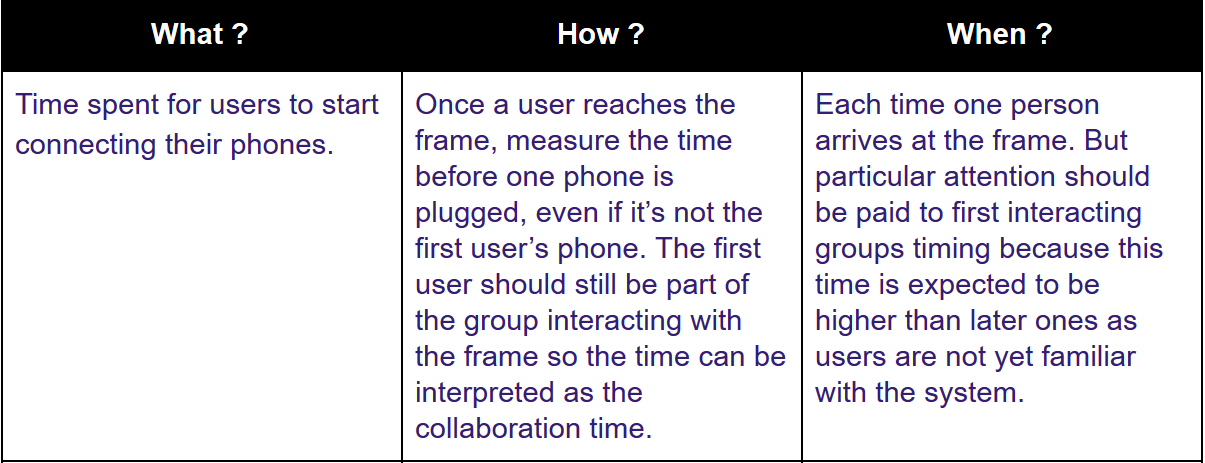 What ?
How ?
When ?
Time spent for users to start
connecting their phones.
Once a user reaches the
frame, measure the time
before one phone is
plugged, even if it’s not the
first user’s phone. The first
user should still be part of
the group interacting with
the frame so the time can be
interpreted as the
collaboration time.
Each time one person
arrives at the frame. But
particular attention should
be paid to first interacting
groups timing because this
time is expected to be
higher than later ones as
users are not yet familiar
with the system.